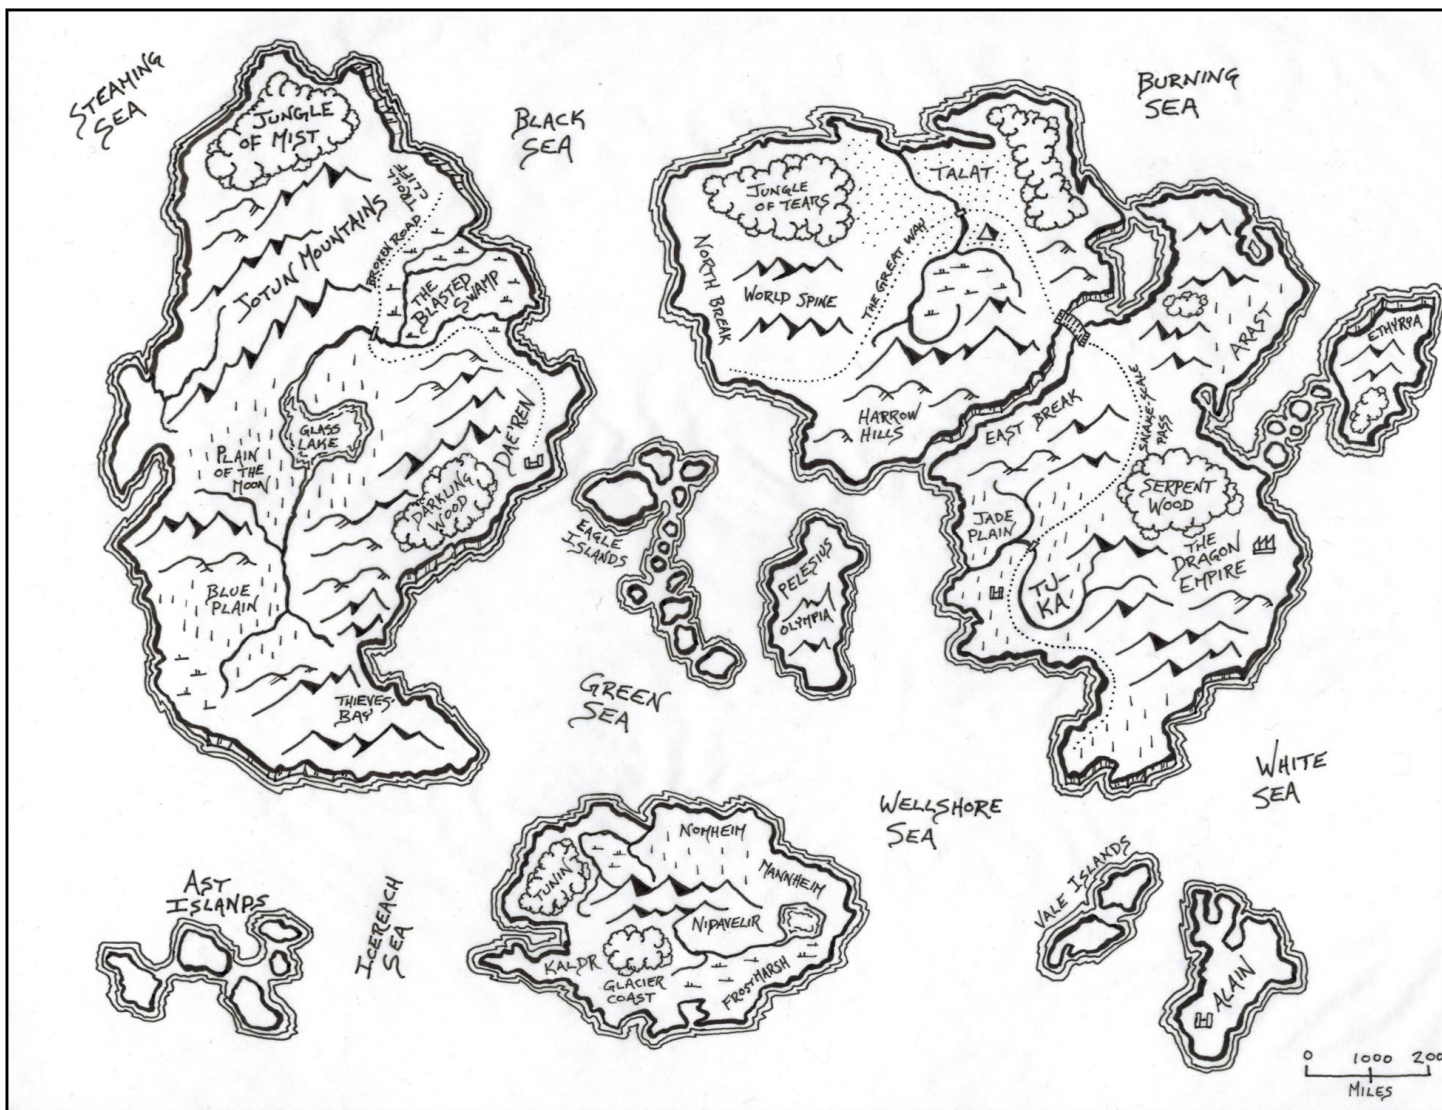 STEAMING
SEA
JUNGLE
OF MIST
BLACK
SEA
BURNING
SEA
TOLL
CLIFF
JOTUN MOUNTAINS
BROKEN ROAD
THE
BLASTED
SWAMP
JUNGLE
OF TEARS
TALAT
NORTH BREAK
THE GREAT WAY
WORLD SPINE
ARAST
ETHYRYA
GLASS
LAKE
PLAIN
OF THE
MOON
DAE'REN
DARKLING
WOOD
HARROW
HILLS
EAST BREAK
SNAKE-SCALE
PASS
SERPENT
WOOD
EAGLE
ISLANDS
JADE
PLAIN
THE
DRAGON
EMPIRE
PELESIUS
OLYMPIA
TU-
KA
BLUE
PLAIN
GREEN
SEA
THIEVES'
BAY
WHITE
SEA
WELLSHORE
SEA
NOMHEIM
MANNHEIM
TUNIN
NIDAVELIR
VALE ISLANDS
AST
ISLANDS
ICEREACH
SEA
KALDR
GLACIER
COAST
FROSTMARSH
ALAIN
0 1000 200
MILES